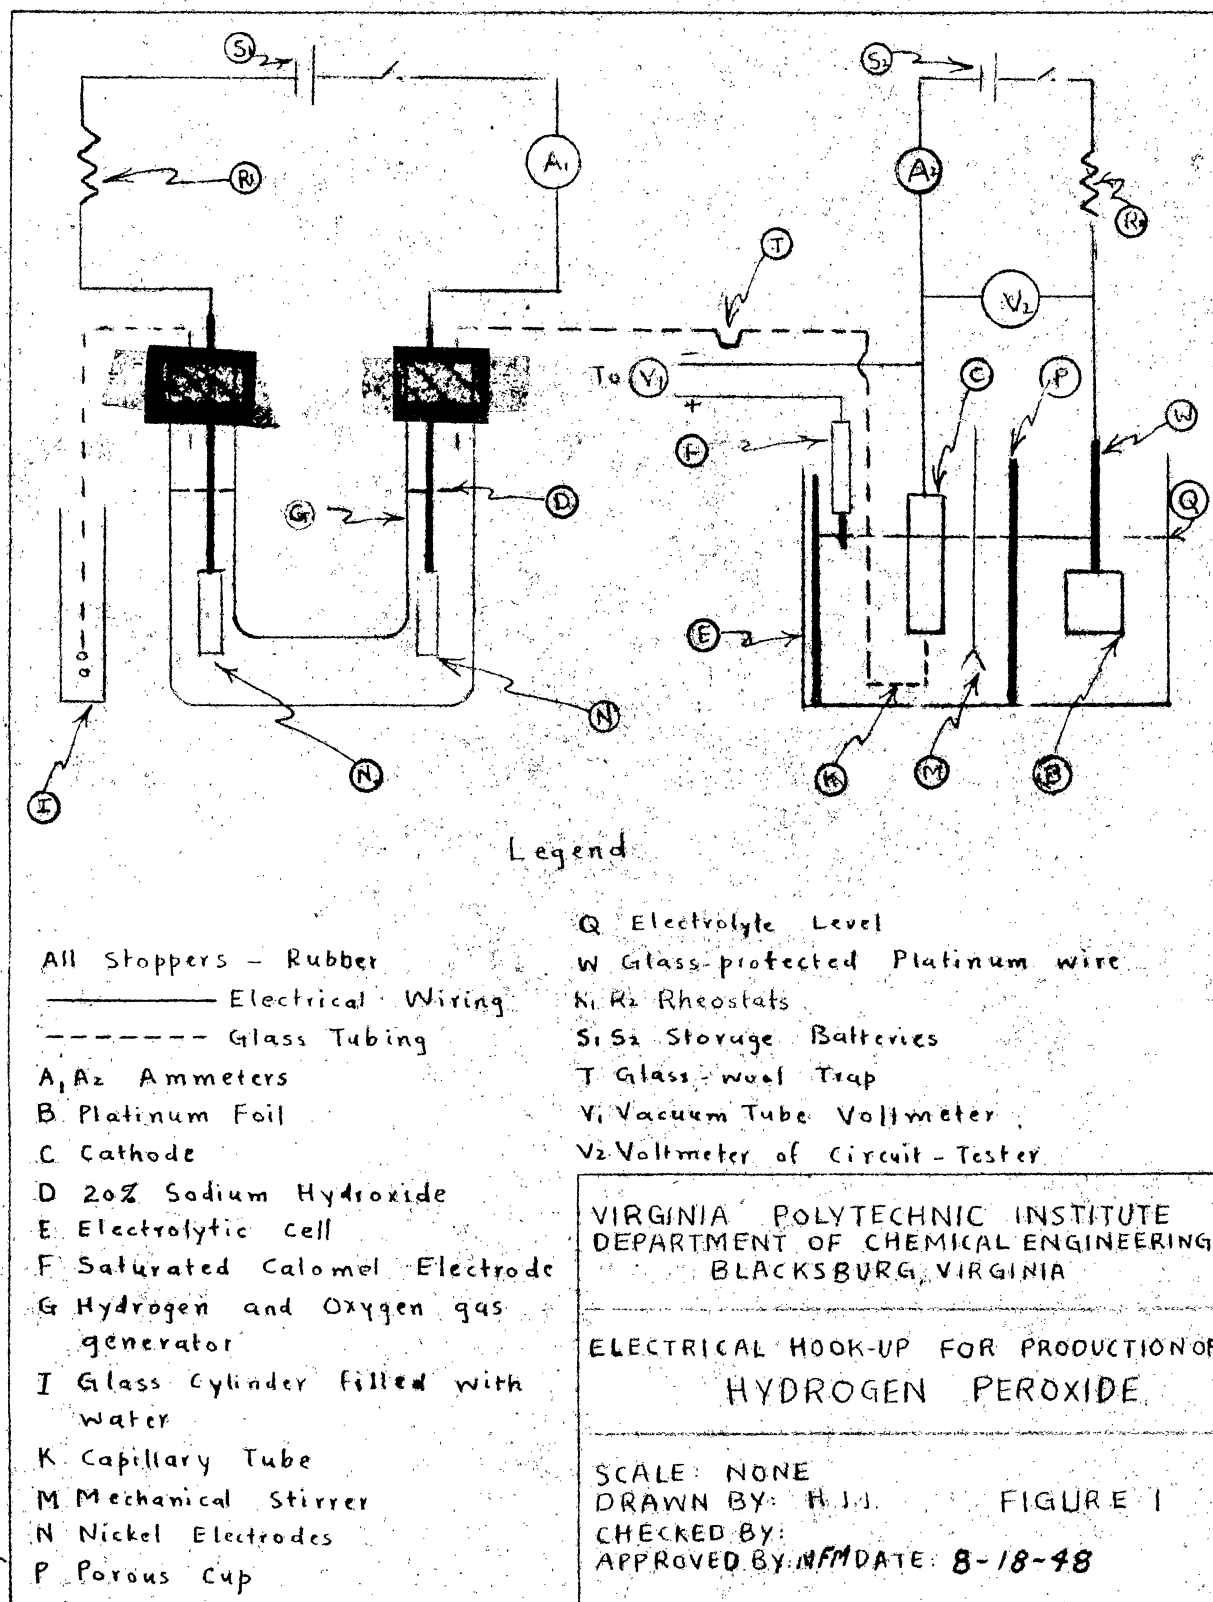 S1
S2
R1
A1
A2
R2
T
V2
To V1
−
+
C
P
W
F
G
D
Q
E
N
N
I
K
M
B
Legend
All Stoppers - Rubber
Electrical Wiring
Glass Tubing
A1 A2 Ammeters
B Platinum Foil
C Cathode
D 20% Sodium Hydroxide
E Electrolytic Cell
F Saturated Calomel Electrode
G Hydrogen and Oxygen gas
generator
I Glass Cylinder filled with
water
K Capillary Tube
M Mechanical Stirrer
N Nickel Electrodes
P Porous Cup
Q Electrolyte Level
W Glass-protected Platinum wire
R1 R2 Rheostats
S1 S2 Storage Batteries
T Glass-wool Trap
V1 Vacuum Tube Voltmeter
V2 Voltmeter of Circuit-Tester
VIRGINIA POLYTECHNIC INSTITUTE
DEPARTMENT OF CHEMICAL ENGINEERING
BLACKSBURG, VIRGINIA
ELECTRICAL HOOK-UP FOR PRODUCTION OF
HYDROGEN PEROXIDE
SCALE: NONE
DRAWN BY: FIGURE 1
CHECKED BY:
APPROVED BY: NFM DATE: 8-18-48